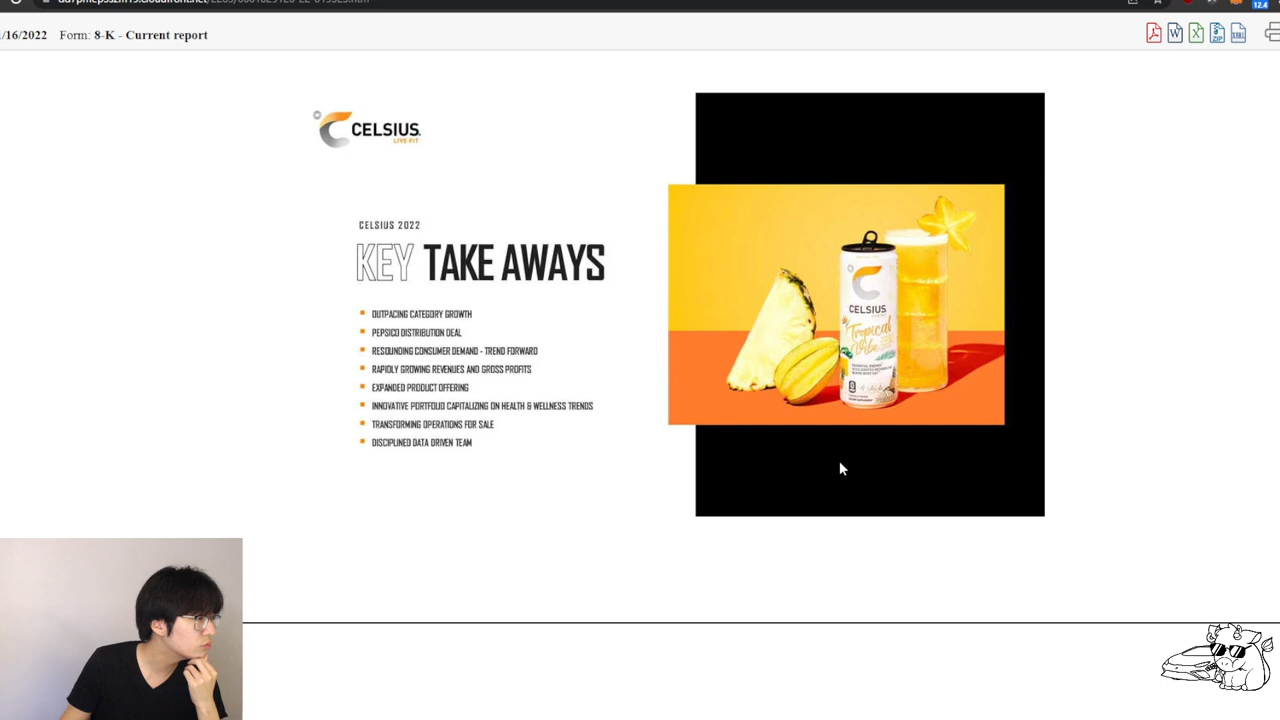 /16/2022 Form: 8-K - Current report
12.4
CELSIUS
LIVE FIT
CELSIUS 2022
KEY TAKE AWAYS
OUTPACING CATEGORY GROWTH
PEPSICO DISTRIBUTION DEAL
RESOUNDING CONSUMER DEMAND - TREND FORWARD
RAPIDLY GROWING REVENUES AND GROSS PROFITS
EXPANDED PRODUCT OFFERING
INNOVATIVE PORTFOLIO CAPITALIZING ON HEALTH & WELLNESS TRENDS
TRANSFORMING OPERATIONS FOR SALE
DISCIPLINED DATA DRIVEN TEAM
CELSIUS
Tropical
Vibe